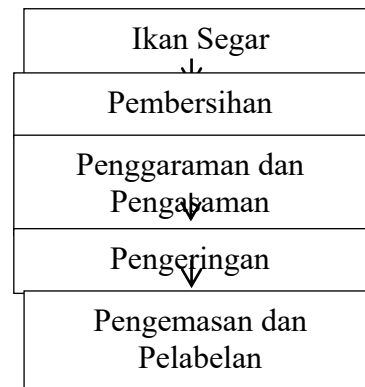 Ikan Segar
Pembersihan
Penggaraman dan
Pengasaman
Pengeringan
Pengemasan dan
Pelabelan